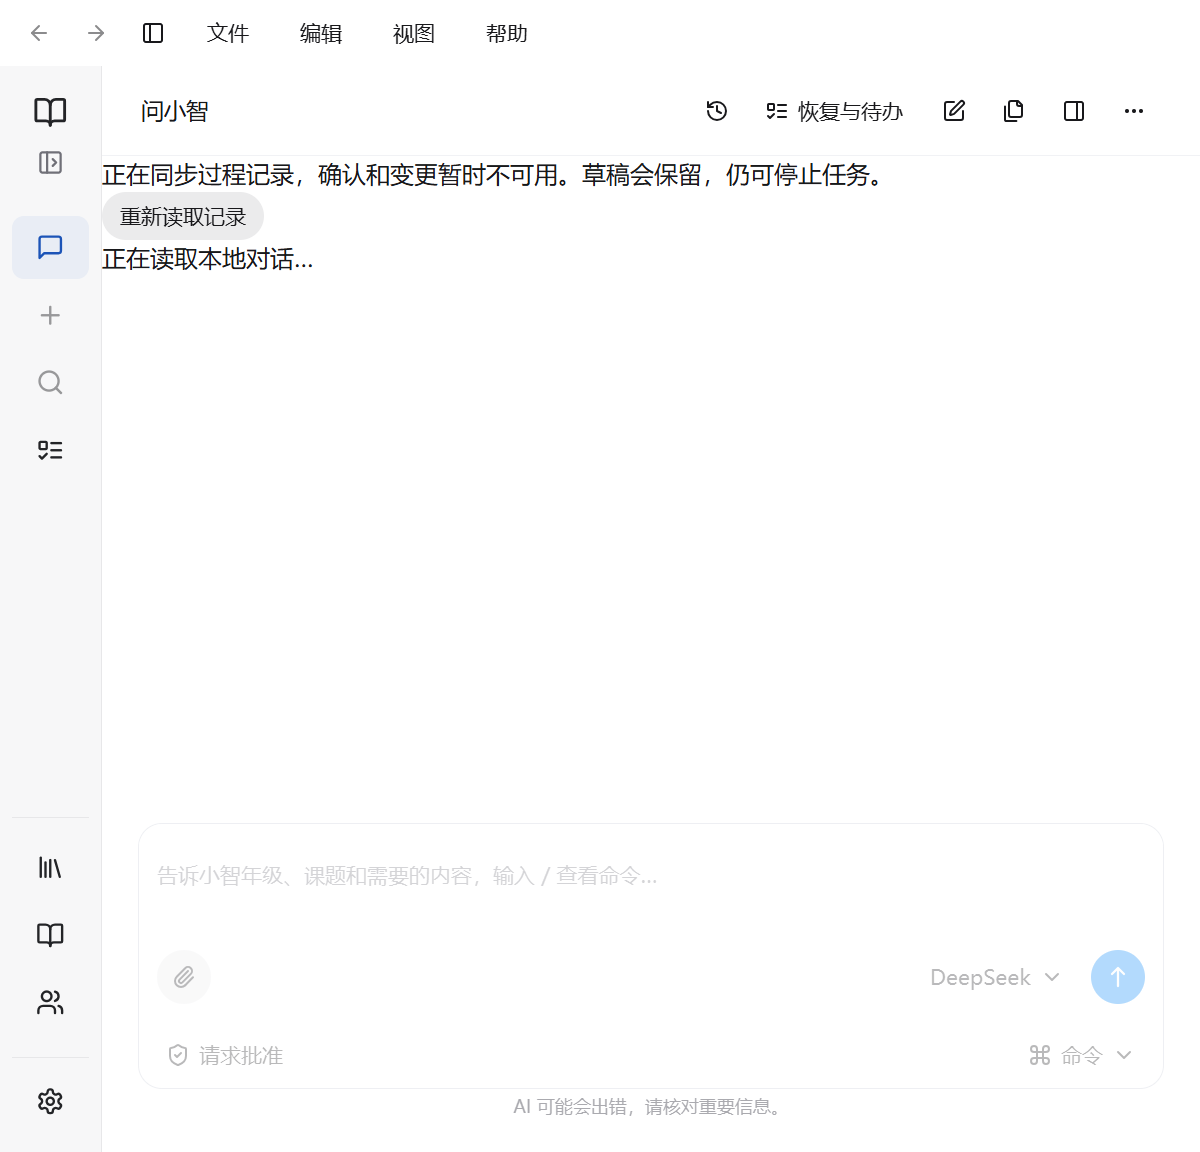 文件 编辑 视图 帮助
问小智 恢复与待办
正在同步过程记录，确认和变更暂时不可用。草稿会保留，仍可停止任务。
重新读取记录
正在读取本地对话...
告诉小智年级、课题和需要的内容，输入 / 查看命令...
DeepSeek
请求批准 命令
AI 可能会出错，请核对重要信息。